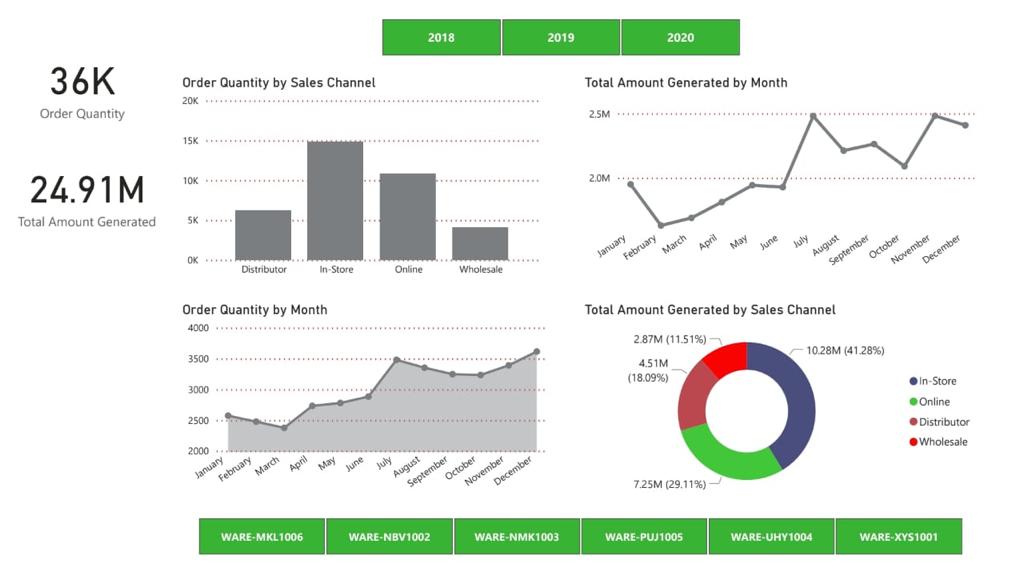 2018
2019
2020
36K
Order Quantity
24.91M
Total Amount Generated
Order Quantity by Sales Channel
20K
15K
10K
5K
0K
Distributor
In-Store
Online
Wholesale
Total Amount Generated by Month
2.5M
2.0M
January
February
March
April
May
June
July
August
September
October
November
December
Order Quantity by Month
4000
3500
3000
2500
2000
January
February
March
April
May
June
July
August
September
October
November
December
Total Amount Generated by Sales Channel
2.87M (11.51%)
4.51M
(18.09%)
10.28M (41.28%)
7.25M (29.11%)
In-Store
Online
Distributor
Wholesale
WARE-MKL1006
WARE-NBV1002
WARE-NMK1003
WARE-PUJ1005
WARE-UHY1004
WARE-XYS1001